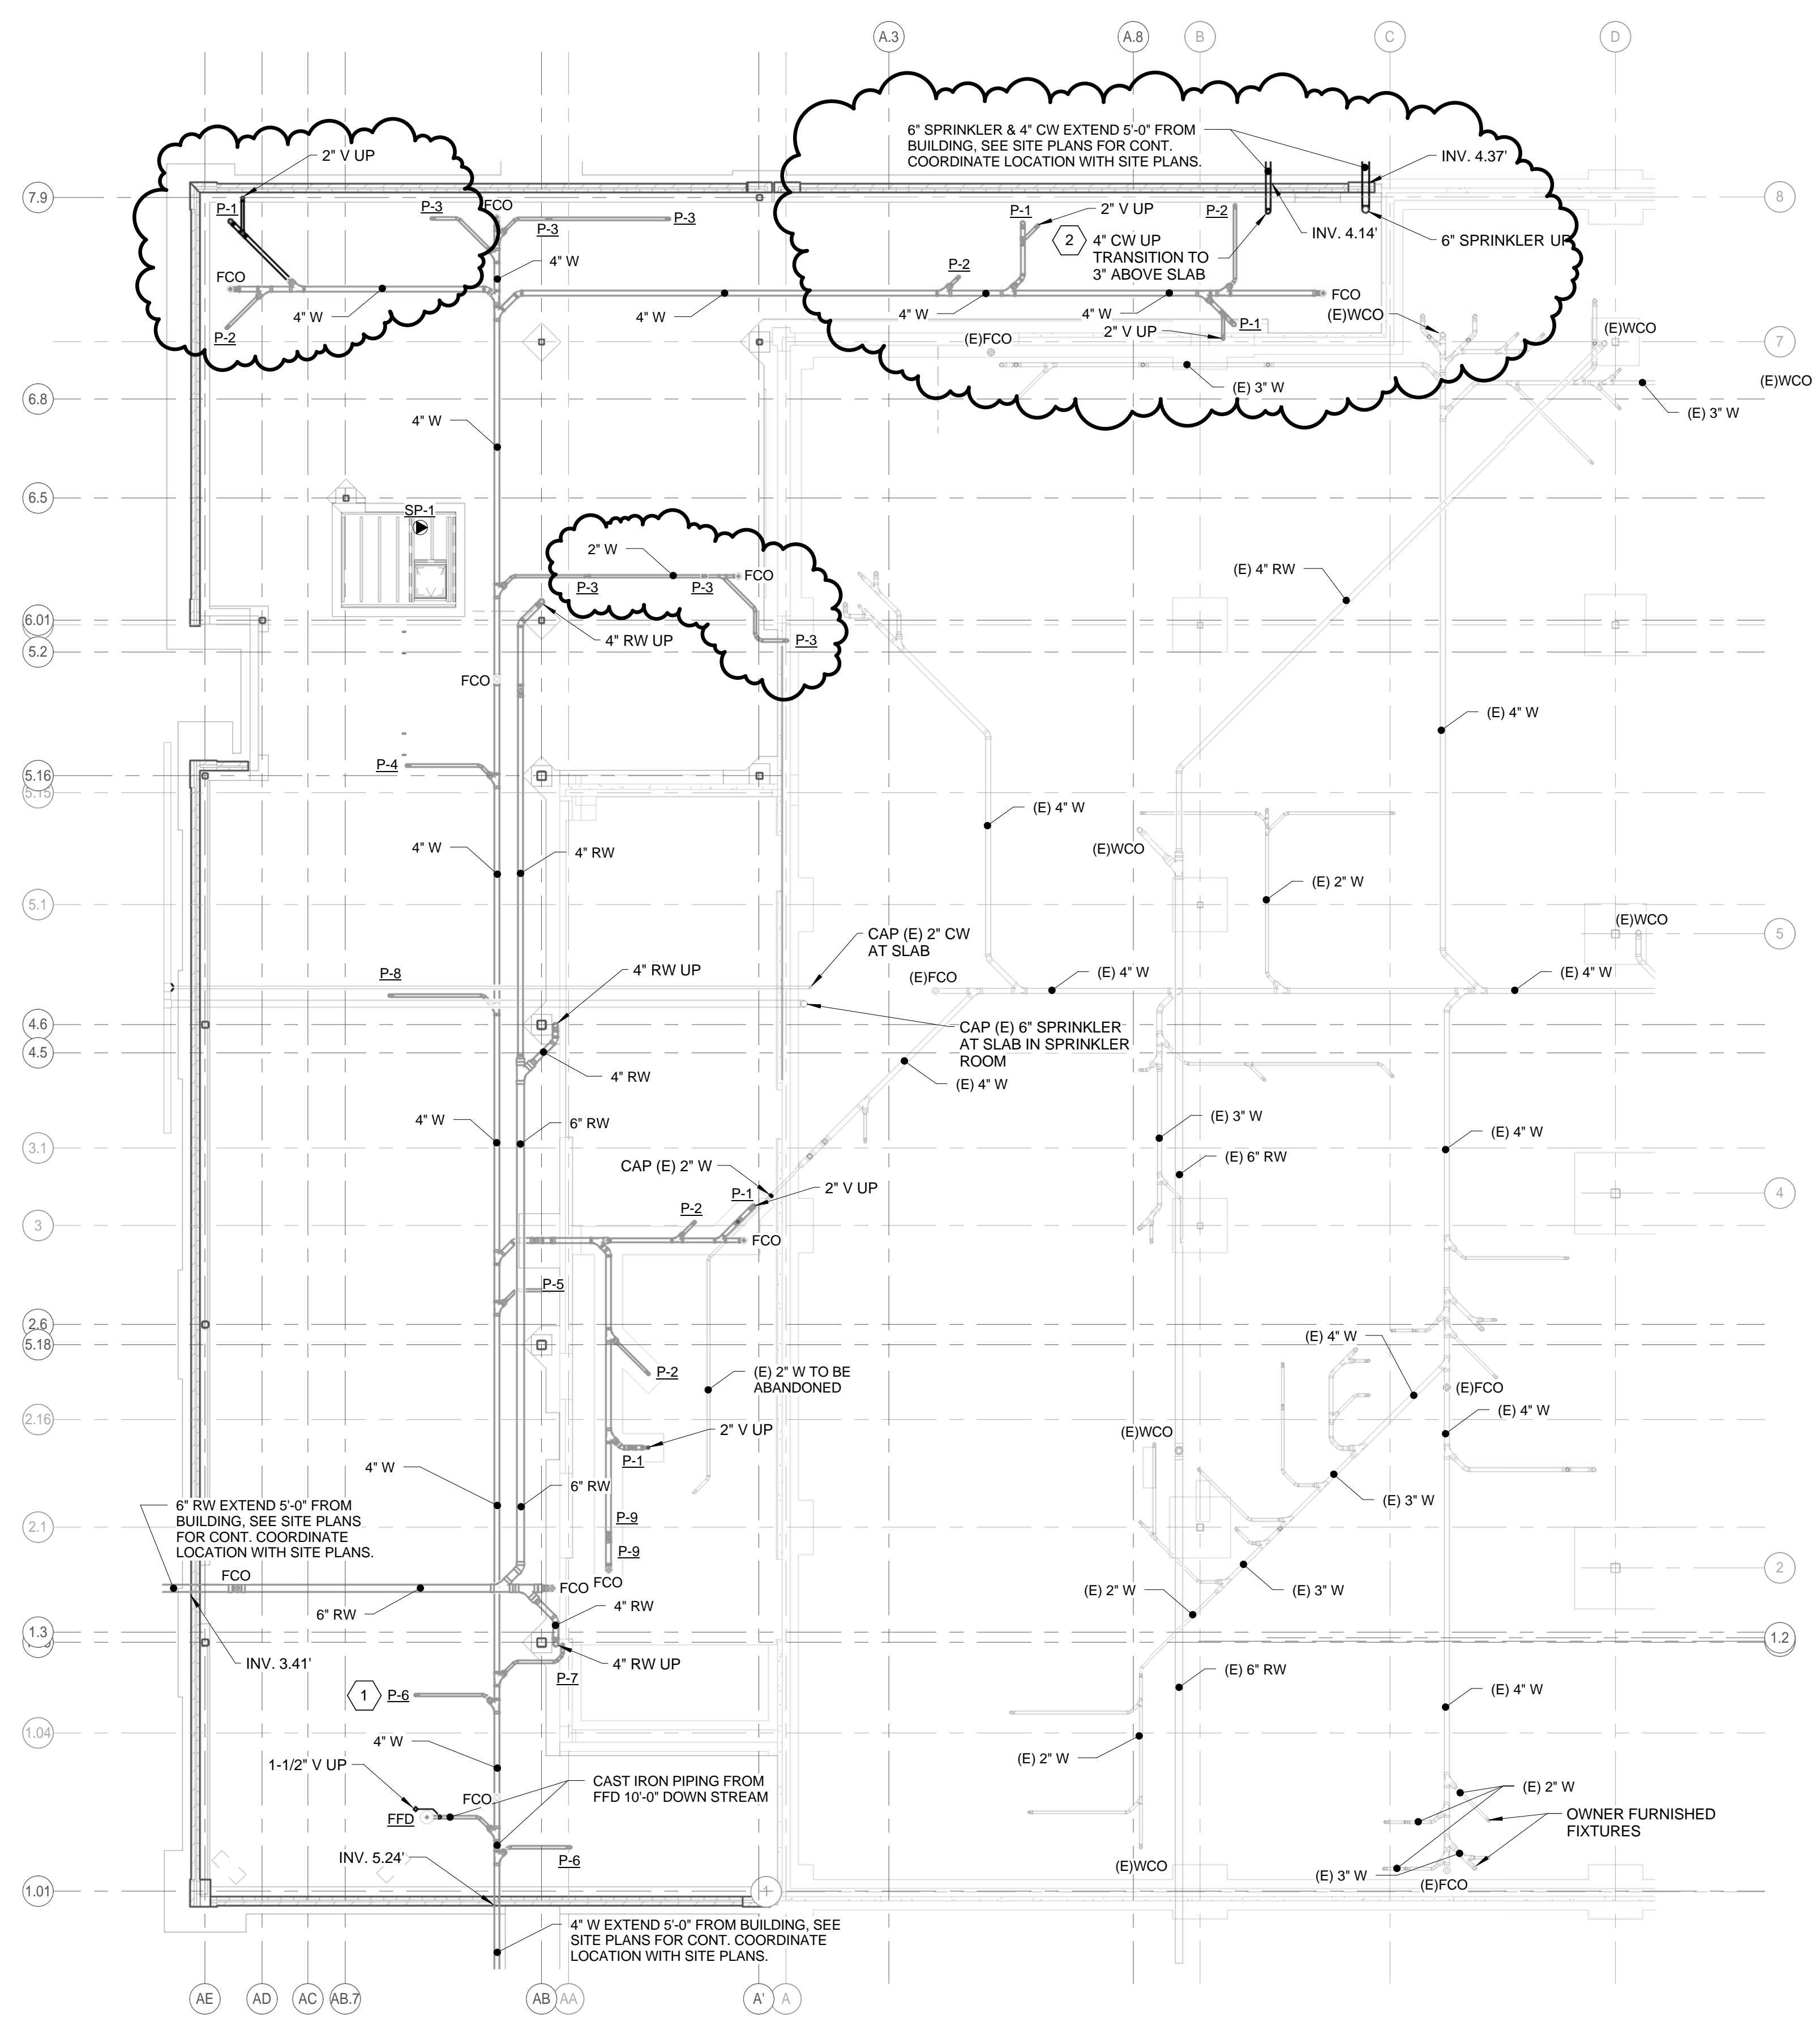 A.3
A.8
B
C
D
6" SPRINKLER & 4" CW EXTEND 5'-0" FROM
BUILDING, SEE SITE PLANS FOR CONT.
COORDINATE LOCATION WITH SITE PLANS.
2" V UP
INV. 4.37'
7.9
8
P-1
P-3
FCO
P-3
P-3
P-1
2" V UP
P-2
INV. 4.14'
6" SPRINKLER UP
2
4" CW UP
TRANSITION TO
3" ABOVE SLAB
4" W
P-2
FCO
FCO
4" W
4" W
4" W
4" W
(E)WCO
P-2
2" V UP
P-1
(E)WCO
(E)FCO
7
(E) 3" W
(E)WCO
6.8
(E) 3" W
4" W
6.5
SP-1
2" W
FCO
P-3
P-3
(E) 4" RW
6.01
4" RW UP
P-3
5.2
FCO
(E) 4" W
P-4
5.16
5.15
(E) 4" W
4" W
4" RW
(E)WCO
(E) 2" W
5.1
(E)WCO
CAP (E) 2" CW
AT SLAB
5
P-8
4" RW UP
(E)FCO
(E) 4" W
(E) 4" W
4.6
CAP (E) 6" SPRINKLER
AT SLAB IN SPRINKLER
ROOM
4.5
4" RW
(E) 4" W
4" W
6" RW
(E) 3" W
(E) 4" W
3.1
CAP (E) 2" W
(E) 6" RW
P-1
2" V UP
4
P-2
3
FCO
P-5
2.6
5.18
(E) 4" W
P-2
(E) 2" W TO BE
ABANDONED
(E)FCO
(E) 4" W
2.16
2" V UP
(E)WCO
P-1
4" W
6" RW
(E) 3" W
6" RW EXTEND 5'-0" FROM
BUILDING, SEE SITE PLANS
FOR CONT. COORDINATE
LOCATION WITH SITE PLANS.
P-9
2.1
P-9
FCO
FCO
FCO
2
(E) 2" W
(E) 3" W
6" RW
4" RW
1.3
1.2
INV. 3.41'
4" RW UP
P-7
(E) 6" RW
1
P-6
(E) 4" W
1.04
4" W
(E) 2" W
1-1/2" V UP
CAST IRON PIPING FROM
FFD 10'-0" DOWN STREAM
(E) 2" W
FCO
FFD
OWNER FURNISHED
FIXTURES
INV. 5.24'
P-6
(E)WCO
(E) 3" W
(E)FCO
1.01
1
4" W EXTEND 5'-0" FROM BUILDING, SEE
SITE PLANS FOR CONT. COORDINATE
LOCATION WITH SITE PLANS.
AE
AD
AC
AB.7
AB
AA
A'
A